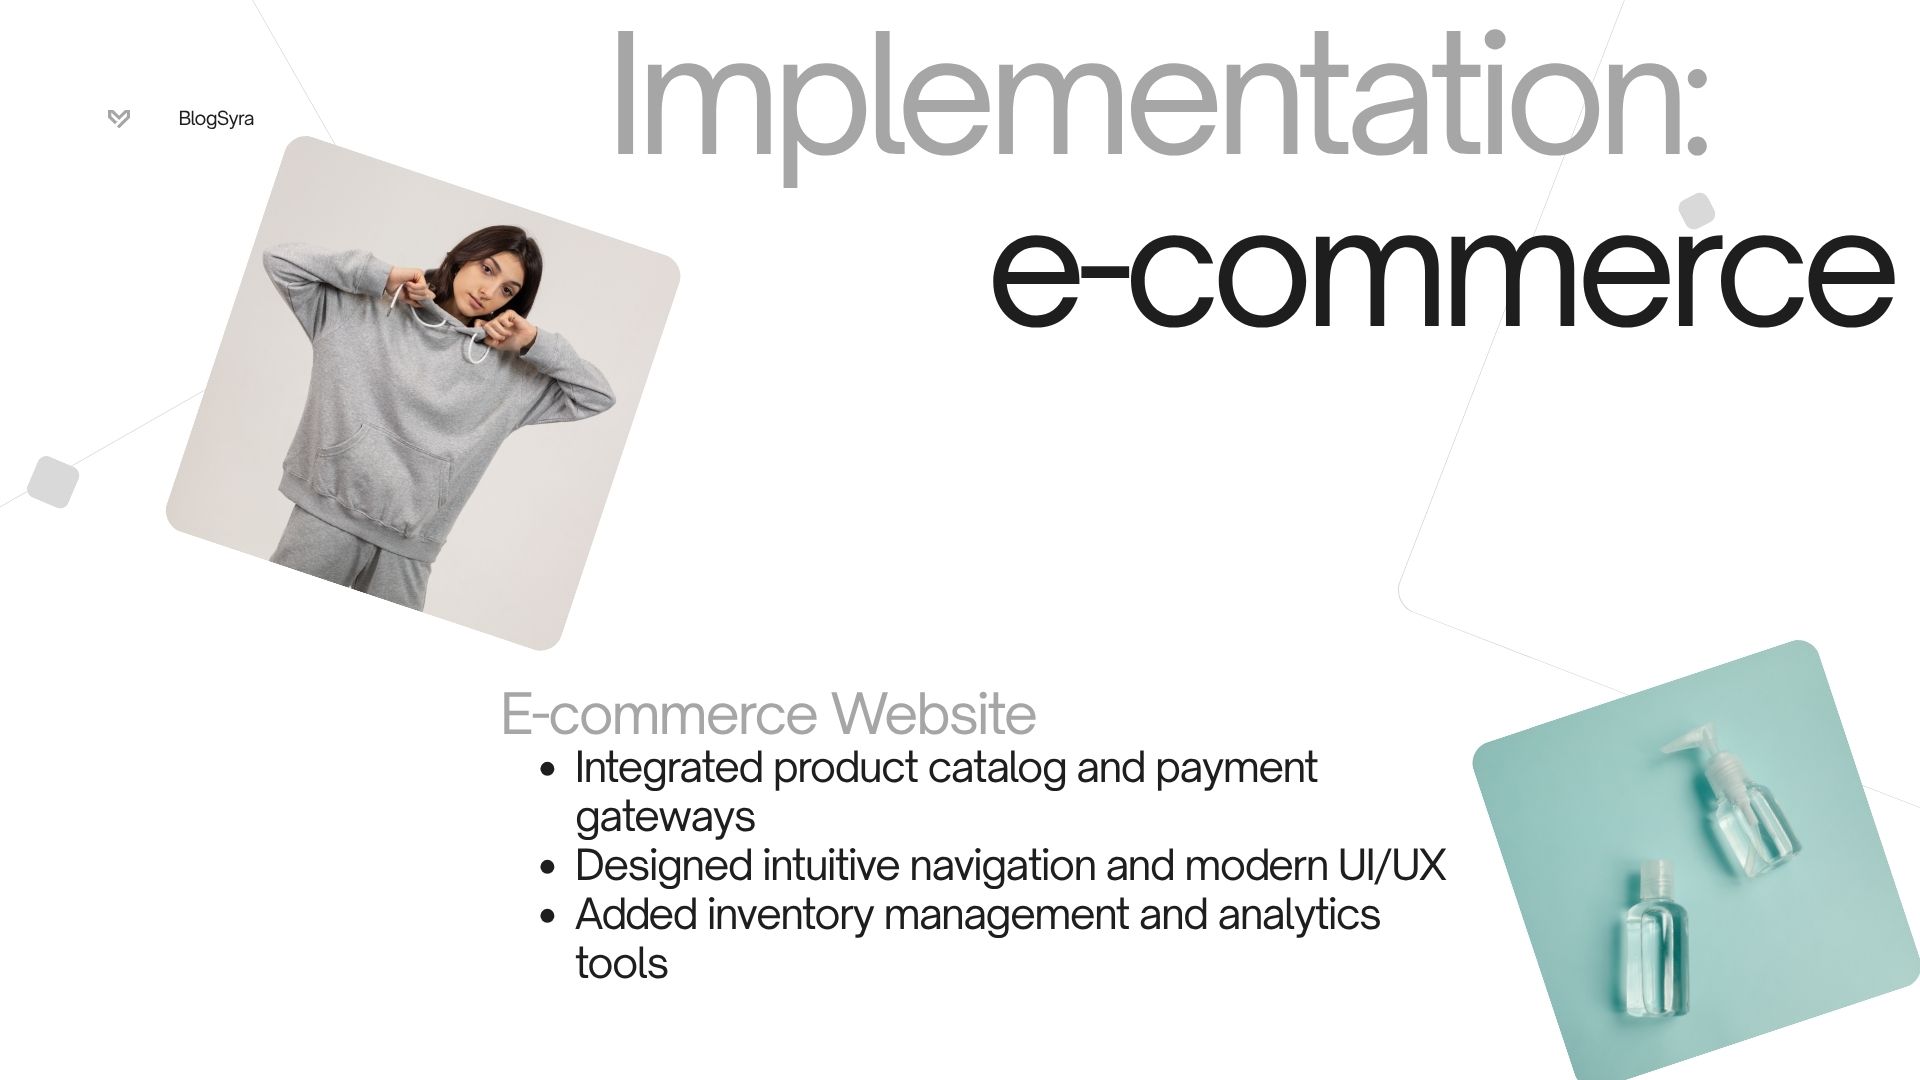 Implementation:
BlogSyra
e-commerce
E-commerce Website
• Integrated product catalog and payment
gateways
• Designed intuitive navigation and modern UI/UX
• Added inventory management and analytics
tools